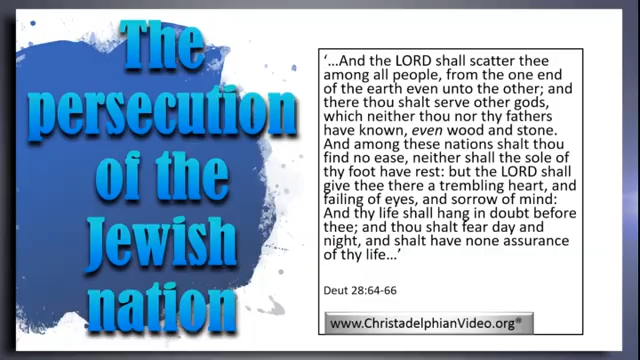 The
persecution
of the
Jewish
nation
‘…And the LORD shall scatter thee
among all people, from the one end
of the earth even unto the other; and
there thou shalt serve other gods,
which neither thou nor thy fathers
have known, even wood and stone.
And among these nations shalt thou
find no ease, neither shall the sole of
thy foot have rest: but the LORD shall
give thee there a trembling heart, and
failing of eyes, and sorrow of mind:
And thy life shall hang in doubt before
thee; and thou shalt fear day and
night, and shalt have none assurance
of thy life…’
Deut 28:64-66
www.ChristadelphianVideo.org®